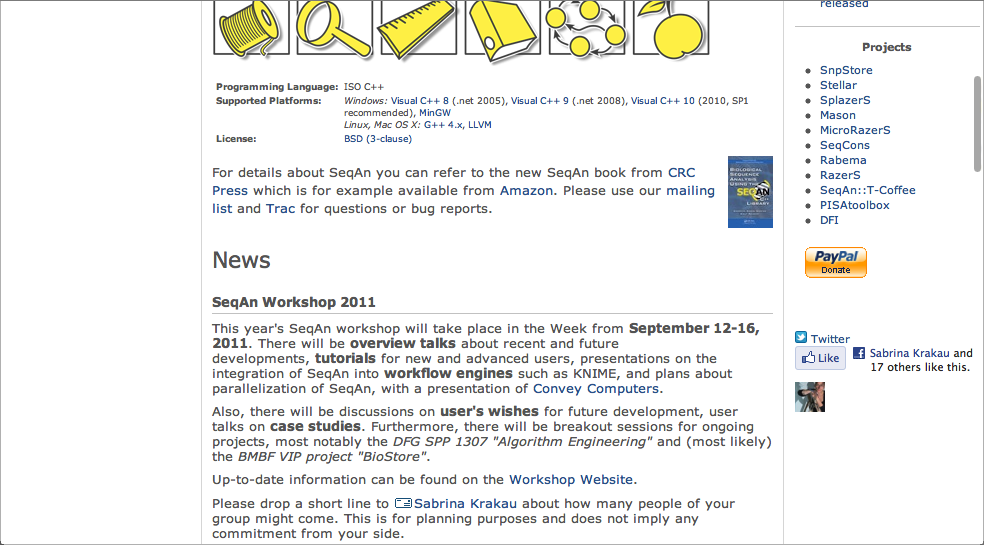 Programming Language: ISO C++
Supported Platforms: Windows: Visual C++ 8 (.net 2005), Visual C++ 9 (.net 2008), Visual C++ 10 (2010, SP1
recommended), MinGW
Linux, Mac OS X: G++ 4.x, LLVM
License: BSD (3-clause)
For details about SeqAn you can refer to the new SeqAn book from CRC
Press which is for example available from Amazon. Please use our mailing
list and Trac for questions or bug reports.
BIOLOGICAL
SEQUENCE
ANALYSIS
USING THE
SEQAN
C++
LIBRARY
News
SeqAn Workshop 2011
This year's SeqAn workshop will take place in the Week from September 12-16,
2011. There will be overview talks about recent and future
developments, tutorials for new and advanced users, presentations on the
integration of SeqAn into workflow engines such as KNIME, and plans about
parallelization of SeqAn, with a presentation of Convey Computers.
Also, there will be discussions on user's wishes for future development, user
talks on case studies. Furthermore, there will be breakout sessions for ongoing
projects, most notably the DFG SPP 1307 "Algorithm Engineering" and (most likely)
the BMBF VIP project "BioStore".
Up-to-date information can be found on the Workshop Website.
Please drop a short line to Sabrina Krakau about how many people of your
group might come. This is for planning purposes and does not imply any
commitment from your side.
released
Projects
SnpStore
Stellar
SplazerS
Mason
MicroRazerS
SeqCons
Rabema
RazerS
SeqAn::T-Coffee
PISAtoolbox
DFI
PayPal
Donate
Twitter
Like
Sabrina Krakau and
17 others like this.